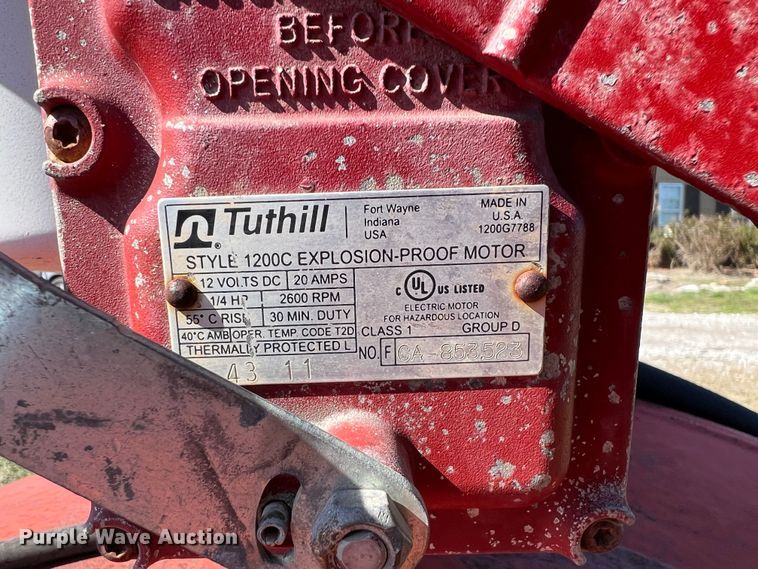 BEFORE
OPENING COVER
Tuthill
Fort Wayne
Indiana
USA
MADE IN
U.S.A.
1200G7788
STYLE 1200C EXPLOSION-PROOF MOTOR
12 VOLTS DC 20 AMPS
1/4 HP 2600 RPM
55° C RISE 30 MIN. DUTY
40°C AMB OPER. TEMP. CODE T2D
THERMALLY PROTECTED L
C UL US LISTED
ELECTRIC MOTOR
FOR HAZARDOUS LOCATION
CLASS 1 GROUP D
NO. F CA-853523
43 11
Purple Wave Auction